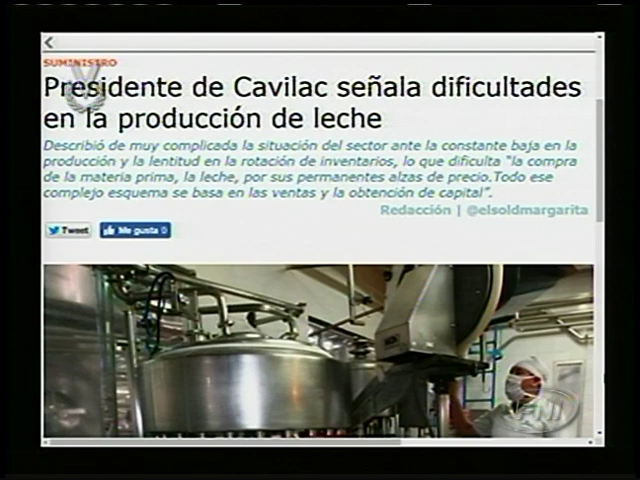 SUMINISTRO
Presidente de Cavilac señala dificultades
en la producción de leche
Describió de muy complicada la situación del sector ante la constante baja en la
producción y la lentitud en la rotación de inventarios, lo que dificulta "la compra
de la materia prima, la leche, por sus permanentes alzas de precio.Todo ese
complejo esquema se basa en las ventas y la obtención de capital".
Redacción | @elsoldmargarita
Tweet Me gusta 0